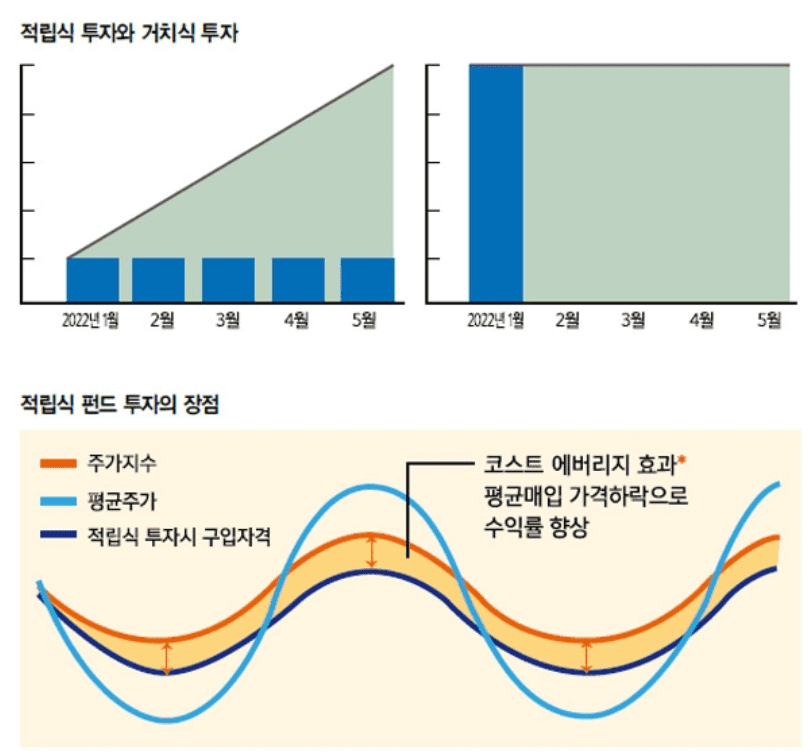 적립식 투자와 거치식 투자
2022년 1월 2월 3월 4월 5월
2022년 1월 2월 3월 4월 5월
적립식 펀드 투자의 장점
주가지수
평균주가
적립식 투자시 구입자격
코스트 에버리지 효과*
평균매입 가격하락으로
수익률 향상